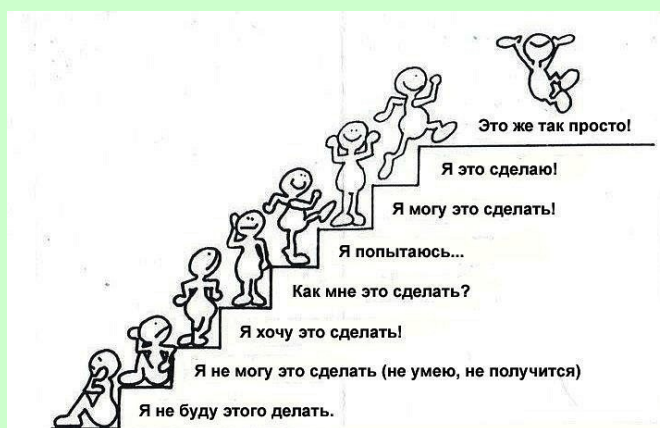 Это же так просто!
Я это сделаю!
Я могу это сделать!
Я попытаюсь...
Как мне это сделать?
Я хочу это сделать!
Я не могу это сделать (не умею, не получится)
Я не буду этого делать.